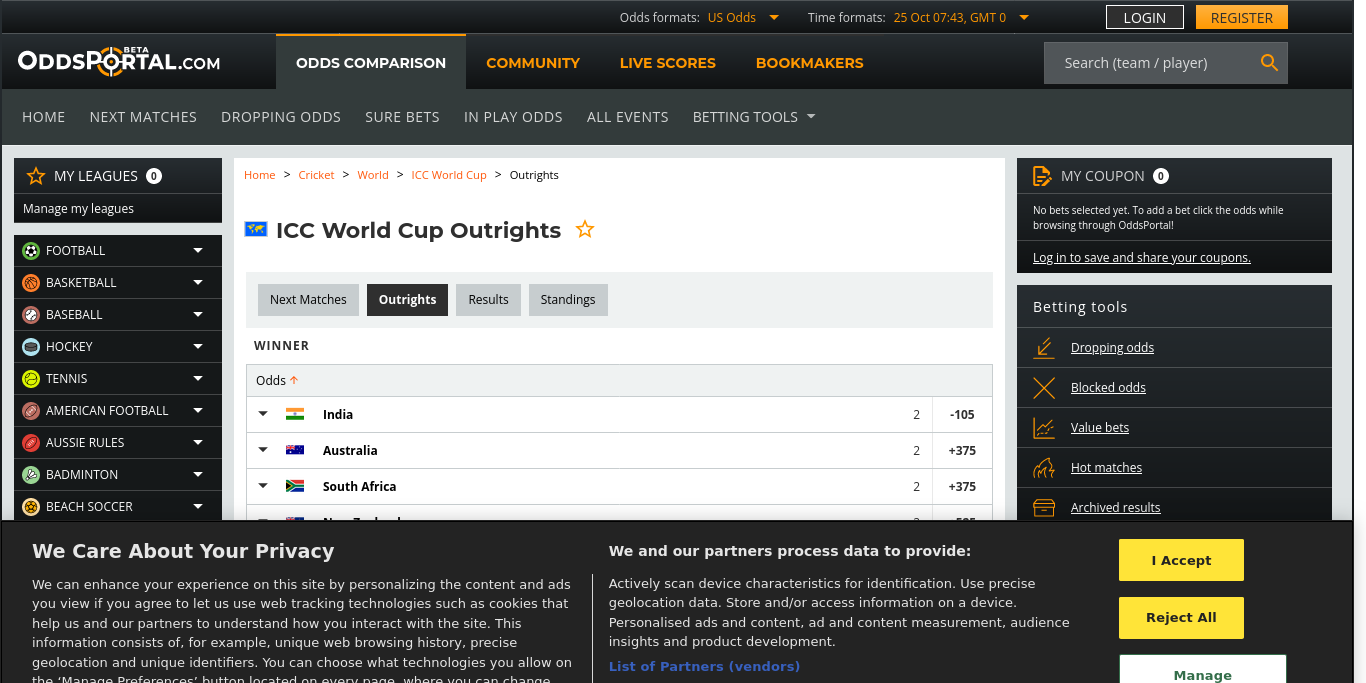 Odds formats: US Odds
Time formats: 25 Oct 07:43, GMT 0
LOGIN
REGISTER
ODDSPORTAL.COM
BETA
ODDS COMPARISON
COMMUNITY
LIVE SCORES
BOOKMAKERS
Search (team / player)
HOME
NEXT MATCHES
DROPPING ODDS
SURE BETS
IN PLAY ODDS
ALL EVENTS
BETTING TOOLS
MY LEAGUES 0
Manage my leagues
FOOTBALL
BASKETBALL
BASEBALL
HOCKEY
TENNIS
AMERICAN FOOTBALL
AUSSIE RULES
BADMINTON
BEACH SOCCER
Home > Cricket > World > ICC World Cup > Outrights
ICC World Cup Outrights
Next Matches
Outrights
Results
Standings
WINNER
Odds
India 2 -105
Australia 2 +375
South Africa 2 +375
MY COUPON 0
No bets selected yet. To add a bet click the odds while
browsing through OddsPortal!
Log in to save and share your coupons.
Betting tools
Dropping odds
Blocked odds
Value bets
Hot matches
Archived results
We Care About Your Privacy
We can enhance your experience on this site by personalizing the content and ads
you view if you agree to let us use web tracking technologies such as cookies that
help us and our partners to understand how you interact with the site. This
information consists of, for example, unique web browsing history, precise
geolocation and unique identifiers. You can choose what technologies you allow on
the ‘Manage Preferences’ button located on every page, where you can change
We and our partners process data to provide:
Actively scan device characteristics for identification. Use precise
geolocation data. Store and/or access information on a device.
Personalised ads and content, ad and content measurement, audience
insights and product development.
List of Partners (vendors)
I Accept
Reject All
Manage